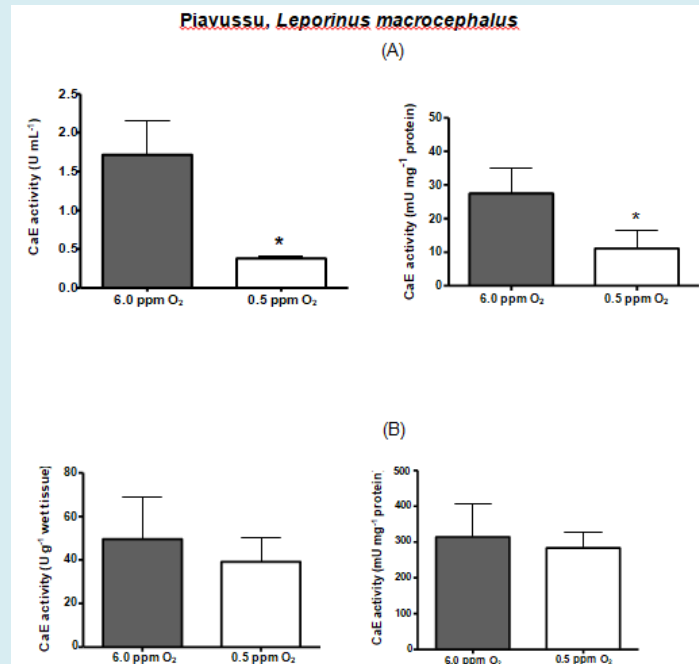 Piavussu, Leporinus macrocephalus
(A)
CaE activity (U mL⁻¹)
2.5
2.0
1.5
1.0
0.5
0.0
*
6.0 ppm O₂
0.5 ppm O₂
CaE activity (mU mg⁻¹ protein)
50
40
30
20
10
0
*
6.0 ppm O₂
0.5 ppm O₂
(B)
CaE activity (U g⁻¹ wet tissue)
80
60
40
20
0
6.0 ppm O₂
0.5 ppm O₂
CaE activity (mU mg⁻¹ protein)
500
400
300
200
100
0
6.0 ppm O₂
0.5 ppm O₂